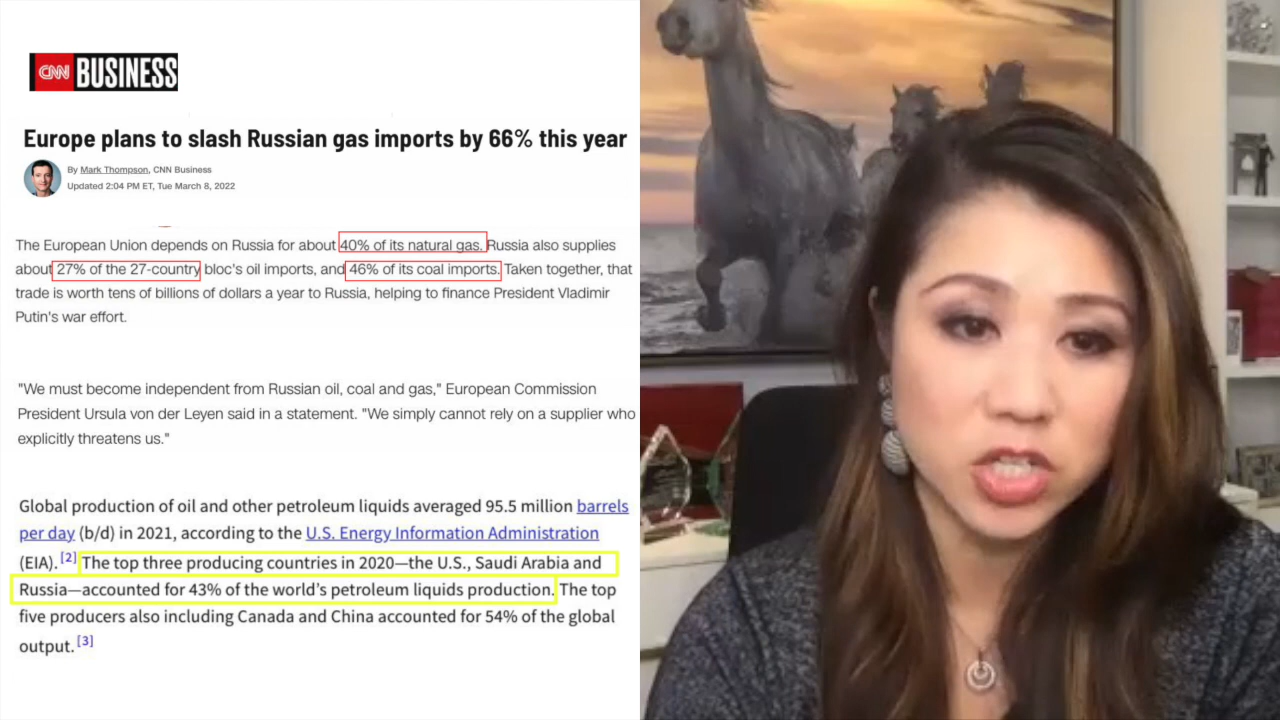 CNN BUSINESS
Europe plans to slash Russian gas imports by 66% this year
By Mark Thompson, CNN Business
Updated 2:04 PM ET, Tue March 8, 2022
The European Union depends on Russia for about 40% of its natural gas. Russia also supplies
about 27% of the 27-country bloc's oil imports, and 46% of its coal imports. Taken together, that
trade is worth tens of billions of dollars a year to Russia, helping to finance President Vladimir
Putin's war effort.
"We must become independent from Russian oil, coal and gas," European Commission
President Ursula von der Leyen said in a statement. "We simply cannot rely on a supplier who
explicitly threatens us."
Global production of oil and other petroleum liquids averaged 95.5 million barrels
per day (b/d) in 2021, according to the U.S. Energy Information Administration
(EIA). [2] The top three producing countries in 2020—the U.S., Saudi Arabia and
Russia—accounted for 43% of the world’s petroleum liquids production. The top
five producers also including Canada and China accounted for 54% of the global
output. [3]